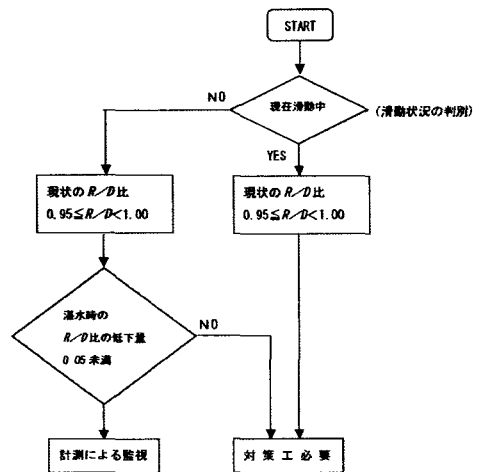 START
現在滑動中
(滑動状況の判別)
NO
YES
現状のR/D比
0.95≦R/D<1.00
現状のR/D比
0.95≦R/D<1.00
湛水時の
R/D比の低下量
0.05未満
NO
計測による監視
対策工必要